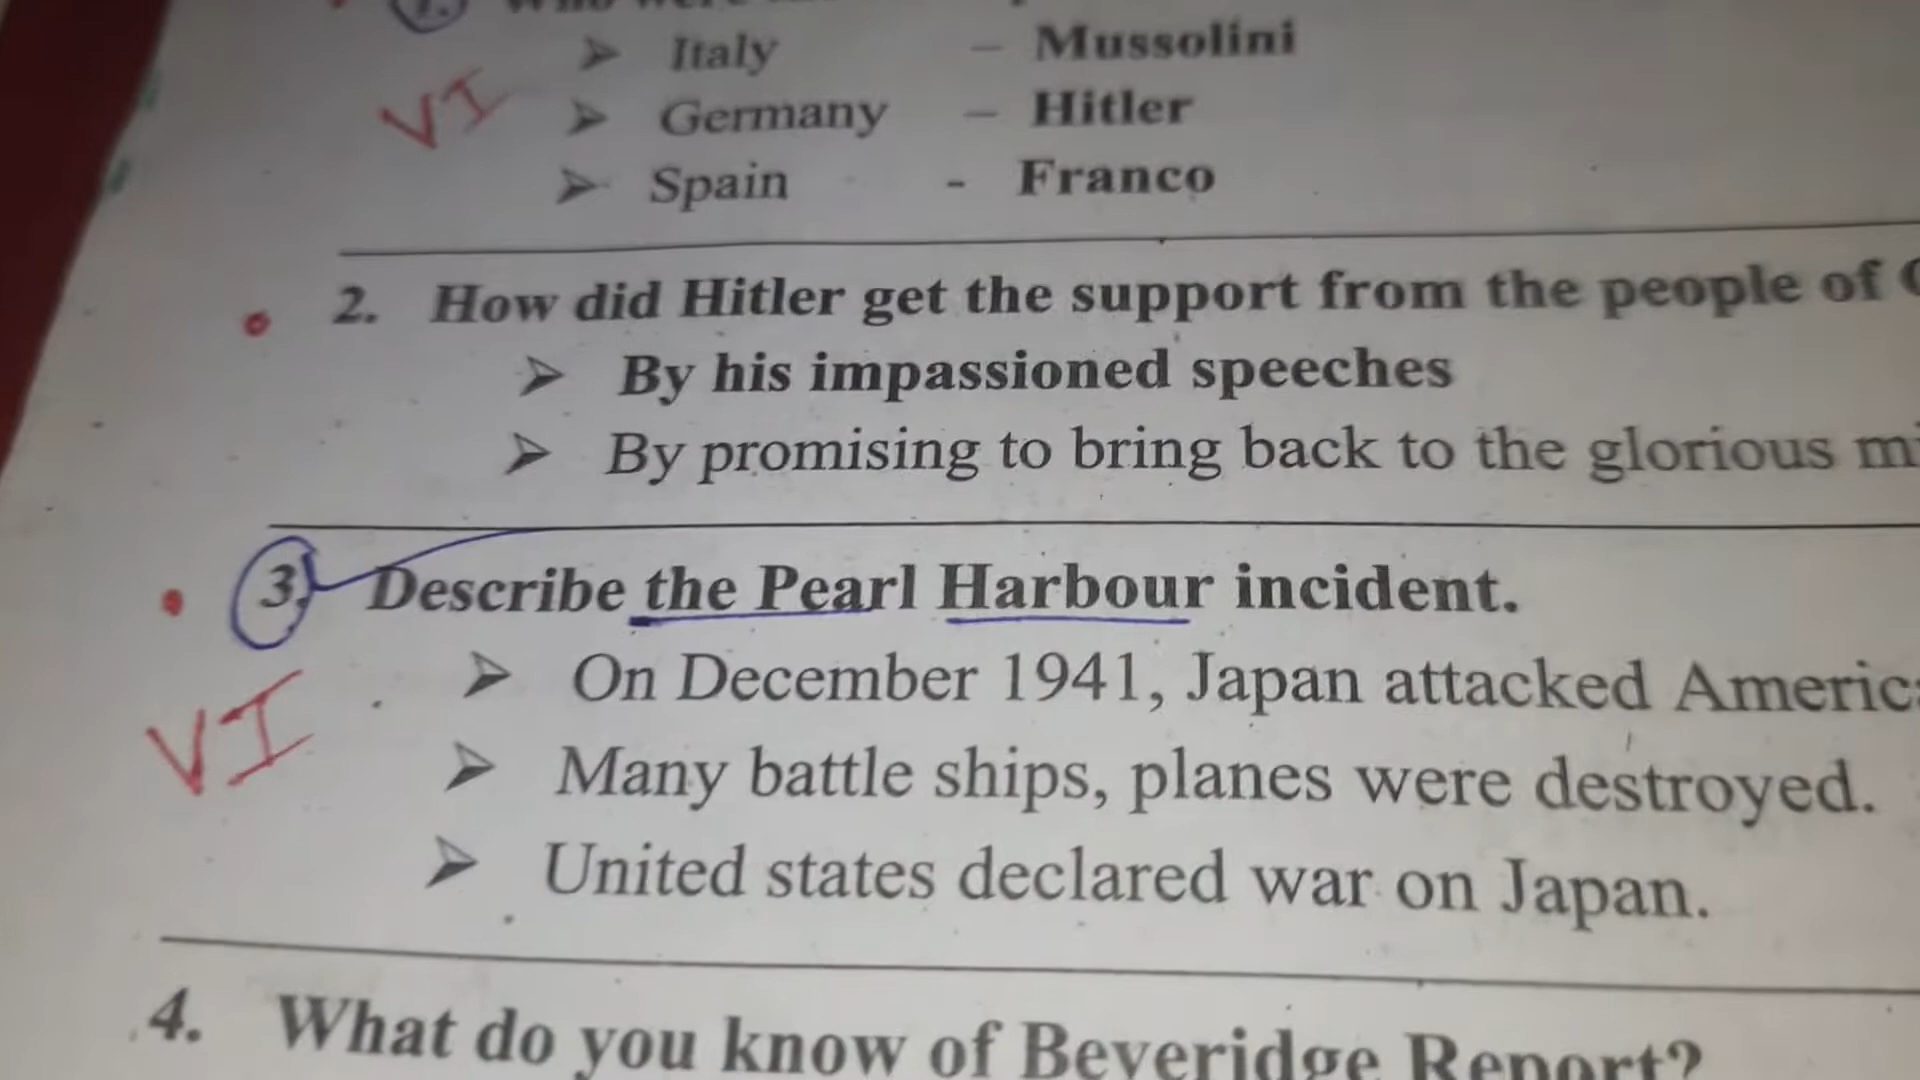 1. Who were
Italy – Mussolini
VI
Germany – Hitler
Spain - Franco
2. How did Hitler get the support from the people of
By his impassioned speeches
By promising to bring back to the glorious
3. Describe the Pearl Harbour incident.
VI
On December 1941, Japan attacked
Many battle ships, planes were destroyed.
United states declared war on Japan.
4. What do you know of Beveridge Report?